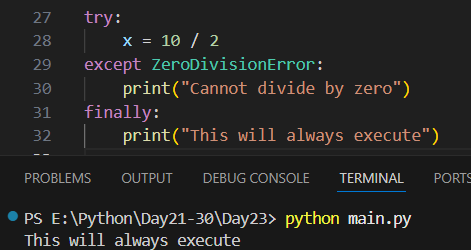 27 try:
28     x = 10 / 2
29 except ZeroDivisionError:
30     print("Cannot divide by zero")
31 finally:
32     print("This will always execute")
PROBLEMS OUTPUT DEBUG CONSOLE TERMINAL PORTS
PS E:\Python\Day21-30\Day23> python main.py
This will always execute